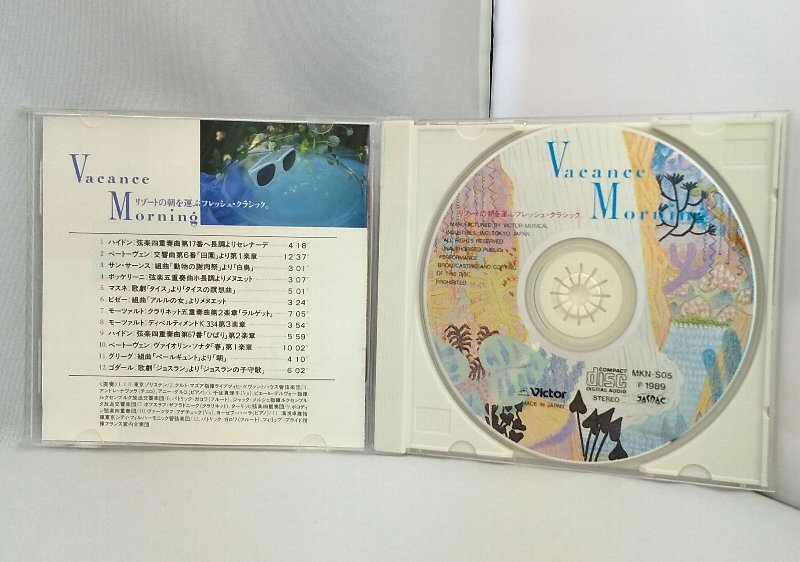 Vacance
Morning
リゾートの朝を運ぶフレッシュ・クラシック。
1. ハイドン:弦楽四重奏曲第17番ヘ長調よりセレナーデ 4'18"
2. ベートーヴェン:交響曲第6番「田園」より第1楽章 12'37"
3. サン・サーンス:組曲「動物の謝肉祭」より「白鳥」 3'01"
4. ボッケリーニ:弦楽五重奏曲ホ長調よりメヌエット 3'07"
5. マスネ:歌劇「タイス」より「タイスの瞑想曲」 5'01"
6. ビゼー:組曲「アルルの女」よりメヌエット 3'24"
7. モーツァルト:クラリネット五重奏曲第2楽章「ラルゲット」 7'05"
8. モーツァルト:ディベルティメントK.334第3楽章 3'54"
9. ハイドン:弦楽四重奏曲第67番「ひばり」第2楽章 5'59"
10. ベートーヴェン:ヴァイオリン・ソナタ「春」第1楽章 10'02"
11. グリーグ:組曲「ペールギュント」より「朝」 4'10"
12. ゴダール:歌劇「ジョスラン」より「ジョスランの子守歌」 6'02"
Vacance
Morning
リゾートの朝を運ぶフレッシュ・クラシック。
MANUFACTURED BY VICTOR MUSICAL
INDUSTRIES, INC. TOKYO, JAPAN
ALL RIGHTS RESERVED
UNAUTHORISED PUBLIC
PERFORMANCE
BROADCASTING AND COPYING
OF THIS DISC
PROHIBITED.
Victor
MADE IN JAPAN
COMPACT
disc
DIGITAL AUDIO
STEREO
MKN-S05
Ⓟ 1989
JASRAC